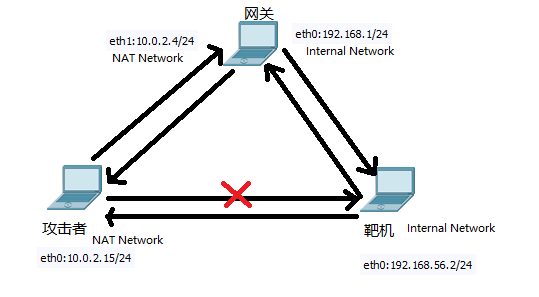 网关
eth1:10.0.2.4/24
NAT Network
eth0:192.168.1/24
Internal Network
攻击者
NAT Network
eth0:10.0.2.15/24
靶机
Internal Network
eth0:192.168.56.2/24